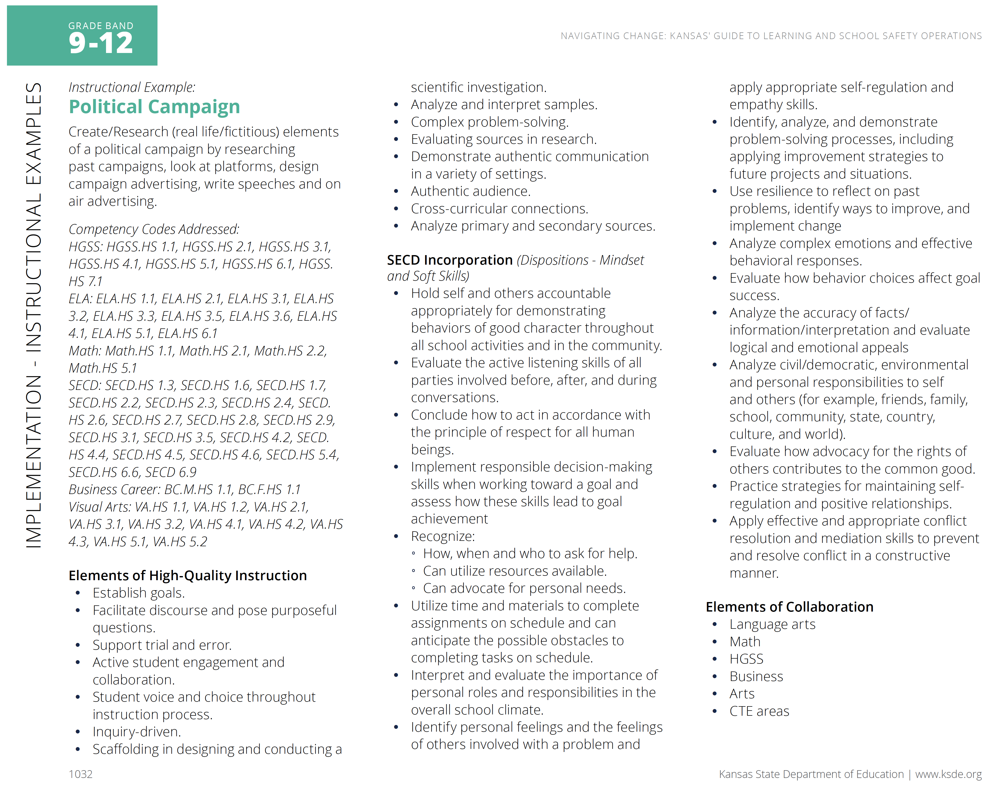 GRADE BAND
9-12
NAVIGATING CHANGE: KANSAS' GUIDE TO LEARNING AND SCHOOL SAFETY OPERATIONS
IMPLEMENTATION - INSTRUCTIONAL EXAMPLES
Instructional Example:
Political Campaign
Create/Research (real life/fictitious) elements
of a political campaign by researching
past campaigns, look at platforms, design
campaign advertising, write speeches and on
air advertising.
Competency Codes Addressed:
HGSS: HGSS.HS 1.1, HGSS.HS 2.1, HGSS.HS 3.1,
HGSS.HS 4.1, HGSS.HS 5.1, HGSS.HS 6.1, HGSS.
HS 7.1
ELA: ELA.HS 1.1, ELA.HS 2.1, ELA.HS 3.1, ELA.HS
3.2, ELA.HS 3.3, ELA.HS 3.5, ELA.HS 3.6, ELA.HS
4.1, ELA.HS 5.1, ELA.HS 6.1
Math: Math.HS 1.1, Math.HS 2.1, Math.HS 2.2,
Math.HS 5.1
SECD: SECD.HS 1.3, SECD.HS 1.6, SECD.HS 1.7,
SECD.HS 2.2, SECD.HS 2.3, SECD.HS 2.4, SECD.
HS 2.6, SECD.HS 2.7, SECD.HS 2.8, SECD.HS 2.9,
SECD.HS 3.1, SECD.HS 3.5, SECD.HS 4.2, SECD.
HS 4.4, SECD.HS 4.5, SECD.HS 4.6, SECD.HS 5.4,
SECD.HS 6.6, SECD 6.9
Business Career: BC.M.HS 1.1, BC.F.HS 1.1
Visual Arts: VA.HS 1.1, VA.HS 1.2, VA.HS 2.1,
VA.HS 3.1, VA.HS 3.2, VA.HS 4.1, VA.HS 4.2, VA.HS
4.3, VA.HS 5.1, VA.HS 5.2
Elements of High-Quality Instruction
• Establish goals.
• Facilitate discourse and pose purposeful
questions.
• Support trial and error.
• Active student engagement and
collaboration.
• Student voice and choice throughout
instruction process.
• Inquiry-driven.
• Scaffolding in designing and conducting a
scientific investigation.
• Analyze and interpret samples.
• Complex problem-solving.
• Evaluating sources in research.
• Demonstrate authentic communication
in a variety of settings.
• Authentic audience.
• Cross-curricular connections.
• Analyze primary and secondary sources.
SECD Incorporation (Dispositions - Mindset
and Soft Skills)
• Hold self and others accountable
appropriately for demonstrating
behaviors of good character throughout
all school activities and in the community.
• Evaluate the active listening skills of all
parties involved before, after, and during
conversations.
• Conclude how to act in accordance with
the principle of respect for all human
beings.
• Implement responsible decision-making
skills when working toward a goal and
assess how these skills lead to goal
achievement
• Recognize:
◦ How, when and who to ask for help.
◦ Can utilize resources available.
◦ Can advocate for personal needs.
• Utilize time and materials to complete
assignments on schedule and can
anticipate the possible obstacles to
completing tasks on schedule.
• Interpret and evaluate the importance of
personal roles and responsibilities in the
overall school climate.
• Identify personal feelings and the feelings
of others involved with a problem and
apply appropriate self-regulation and
empathy skills.
• Identify, analyze, and demonstrate
problem-solving processes, including
applying improvement strategies to
future projects and situations.
• Use resilience to reflect on past
problems, identify ways to improve, and
implement change
• Analyze complex emotions and effective
behavioral responses.
• Evaluate how behavior choices affect goal
success.
• Analyze the accuracy of facts/
information/interpretation and evaluate
logical and emotional appeals
• Analyze civil/democratic, environmental
and personal responsibilities to self
and others (for example, friends, family,
school, community, state, country,
culture, and world).
• Evaluate how advocacy for the rights of
others contributes to the common good.
• Practice strategies for maintaining self-
regulation and positive relationships.
• Apply effective and appropriate conflict
resolution and mediation skills to prevent
and resolve conflict in a constructive
manner.
Elements of Collaboration
• Language arts
• Math
• HGSS
• Business
• Arts
• CTE areas
1032
Kansas State Department of Education | www.ksde.org